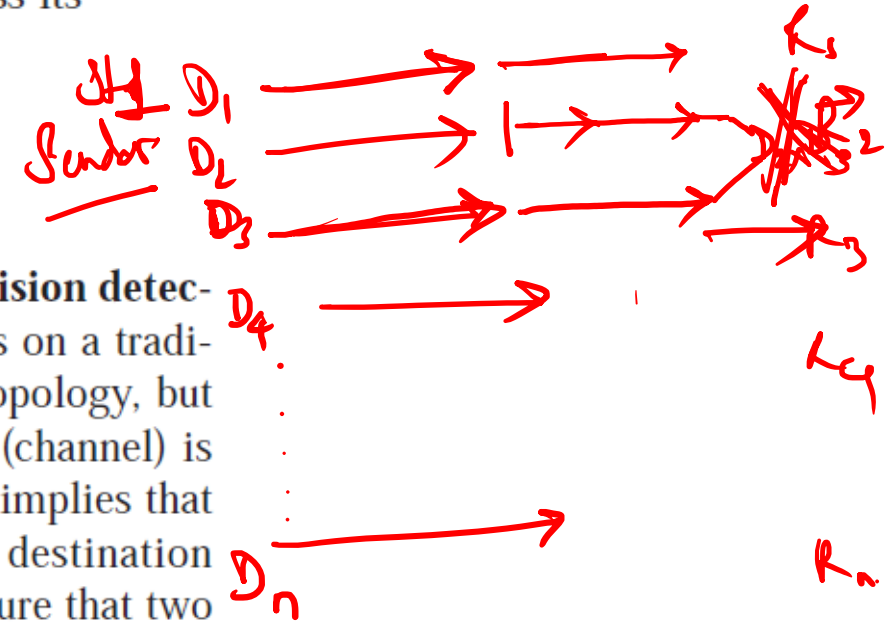 ss its
D1
Sender D2
D3
ision detec-
D4
s on a tradi-
opology, but
(channel) is
implies that
destination
ure that two
Dn
R1
R2
R3
R4
Rn